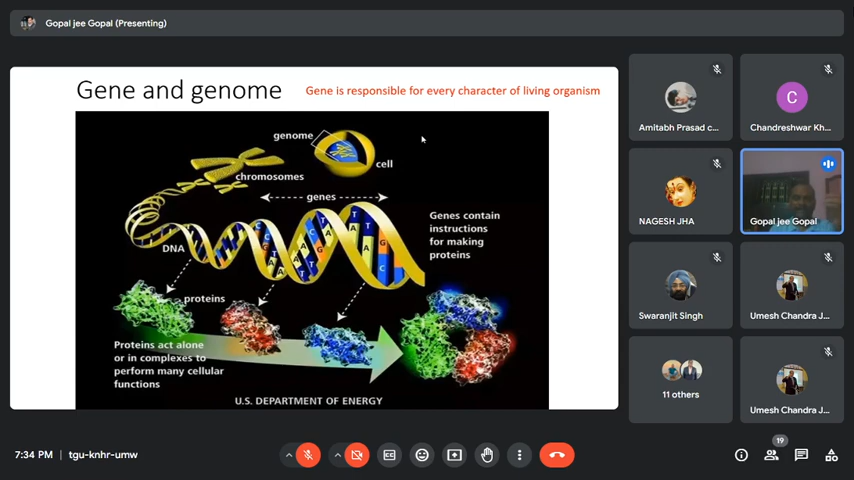 Gopal jee Gopal (Presenting)
Gene and genome
Gene is responsible for every character of living organism
genome
cell
chromosomes
genes
Genes contain
instructions
for making
proteins
DNA
C
C
G
T
A
A
A
T
T
A
G
A
T
T
A
A
G
C
proteins
Proteins act alone
or in complexes to
perform many cellular
functions
U.S. DEPARTMENT OF ENERGY
Amitabh Prasad c...
C
Chandreshwar Kh...
NAGESH JHA
Gopal jee Gopal
Swaranjit Singh
Umesh Chandra J...
11 others
Umesh Chandra J...
7:34 PM | tgu-knhr-umw
CC
19